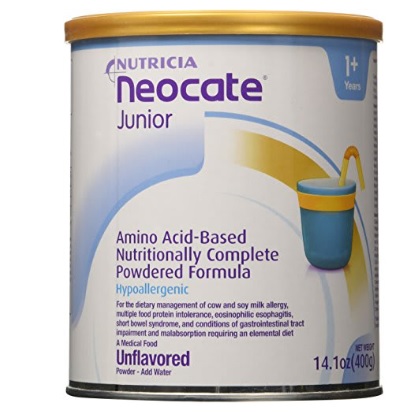 NUTRICIA
neocate®
Junior
1+
Years
Amino Acid-Based
Nutritionally Complete
Powdered Formula
Hypoallergenic
For the dietary management of cow and soy milk allergy,
multiple food protein intolerance, eosinophilic esophagitis,
short bowel syndrome, and conditions of gastrointestinal tract
impairment and malabsorption requiring an elemental diet
A Medical Food
Unflavored
Powder - Add Water
NET WEIGHT
14.1oz(400g)